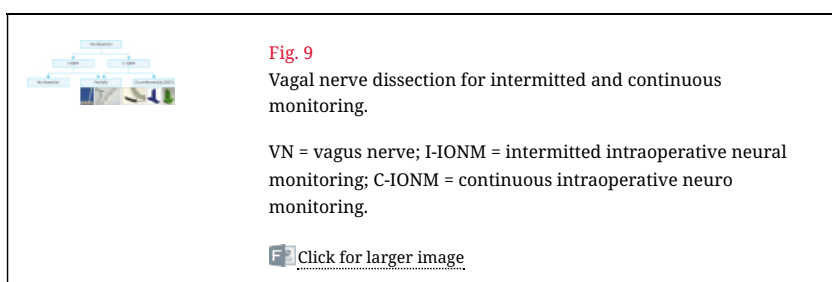 Fig. 9
Vagal nerve dissection for intermitted and continuous
monitoring.
VN = vagus nerve; I-IONM = intermitted intraoperative neural
monitoring; C-IONM = continuous intraoperative neuro
monitoring.
Click for larger image